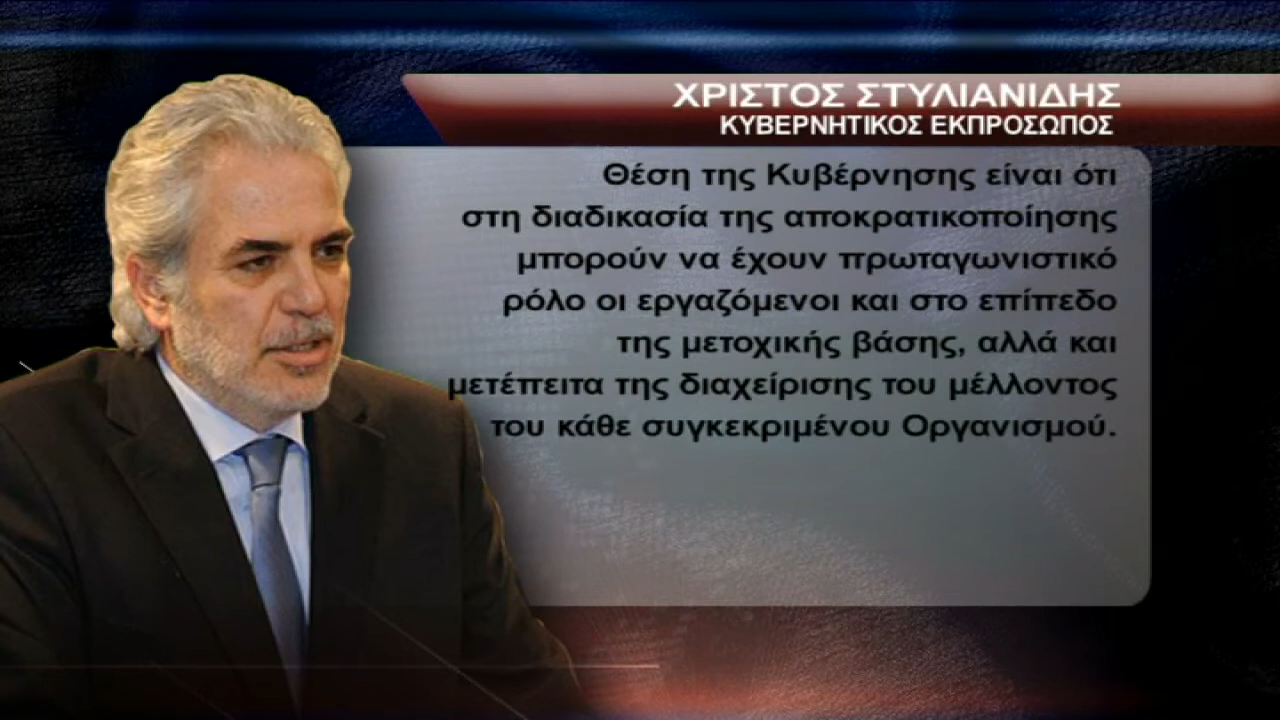 ΧΡΙΣΤΟΣ ΣΤΥΛΙΑΝΙΔΗΣ
ΚΥΒΕΡΝΗΤΙΚΟΣ ΕΚΠΡΟΣΩΠΟΣ
Θέση της Κυβέρνησης είναι ότι
στη διαδικασία της αποκρατικοποίησης
μπορούν να έχουν πρωταγωνιστικό
ρόλο οι εργαζόμενοι και στο επίπεδο
της μετοχικής βάσης, αλλά και
μετέπειτα της διαχείρισης του μέλλοντος
του κάθε συγκεκριμένου Οργανισμού.